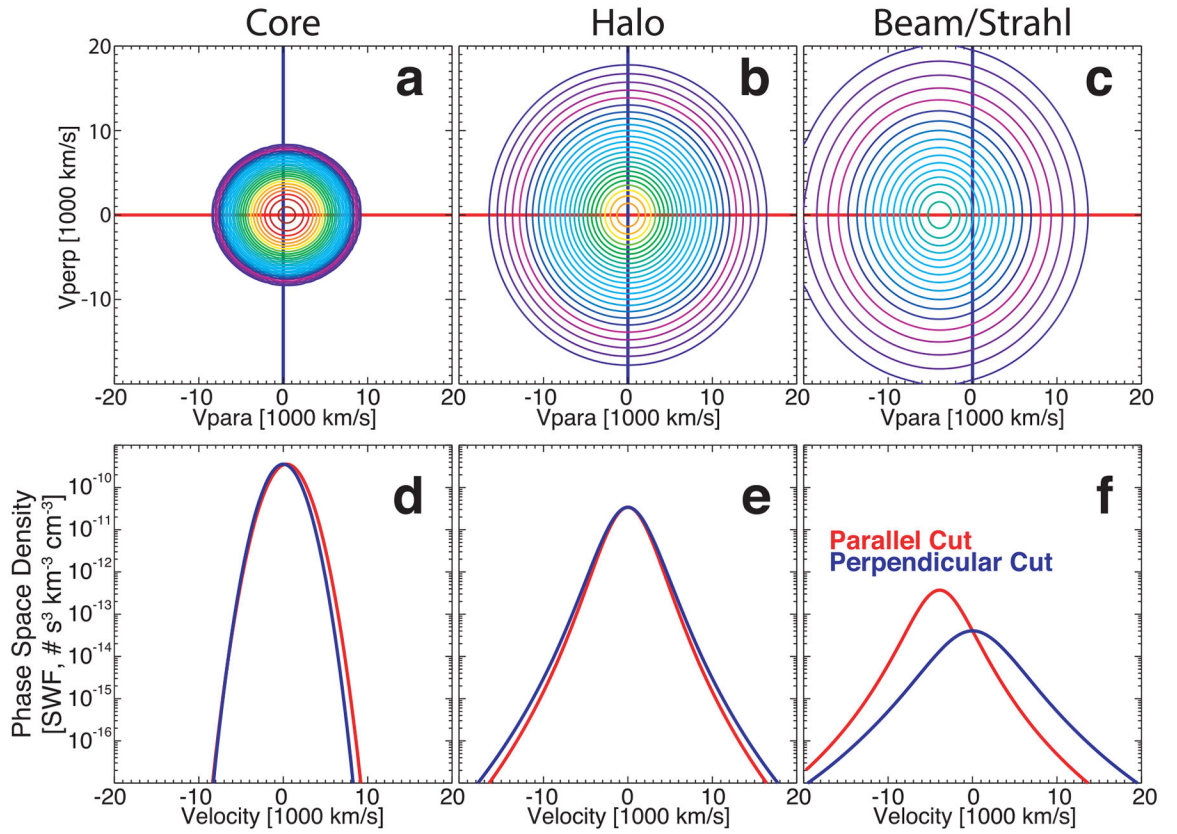 Core
Halo
Beam/Strahl
a
b
c
20
10
0
-10
Vperp [1000 km/s]
-20 -10 0 10 20 -10 0 10 20 -10 0 10 20
Vpara [1000 km/s]
Vpara [1000 km/s]
Vpara [1000 km/s]
d
e
f
Parallel Cut
Perpendicular Cut
10⁻¹⁰
10⁻¹¹
10⁻¹²
10⁻¹³
10⁻¹⁴
10⁻¹⁵
10⁻¹⁶
Phase Space Density
[SWF, # s³ km⁻³ cm⁻³]
-20 -10 0 10 20 -10 0 10 20 -10 0 10 20
Velocity [1000 km/s]
Velocity [1000 km/s]
Velocity [1000 km/s]